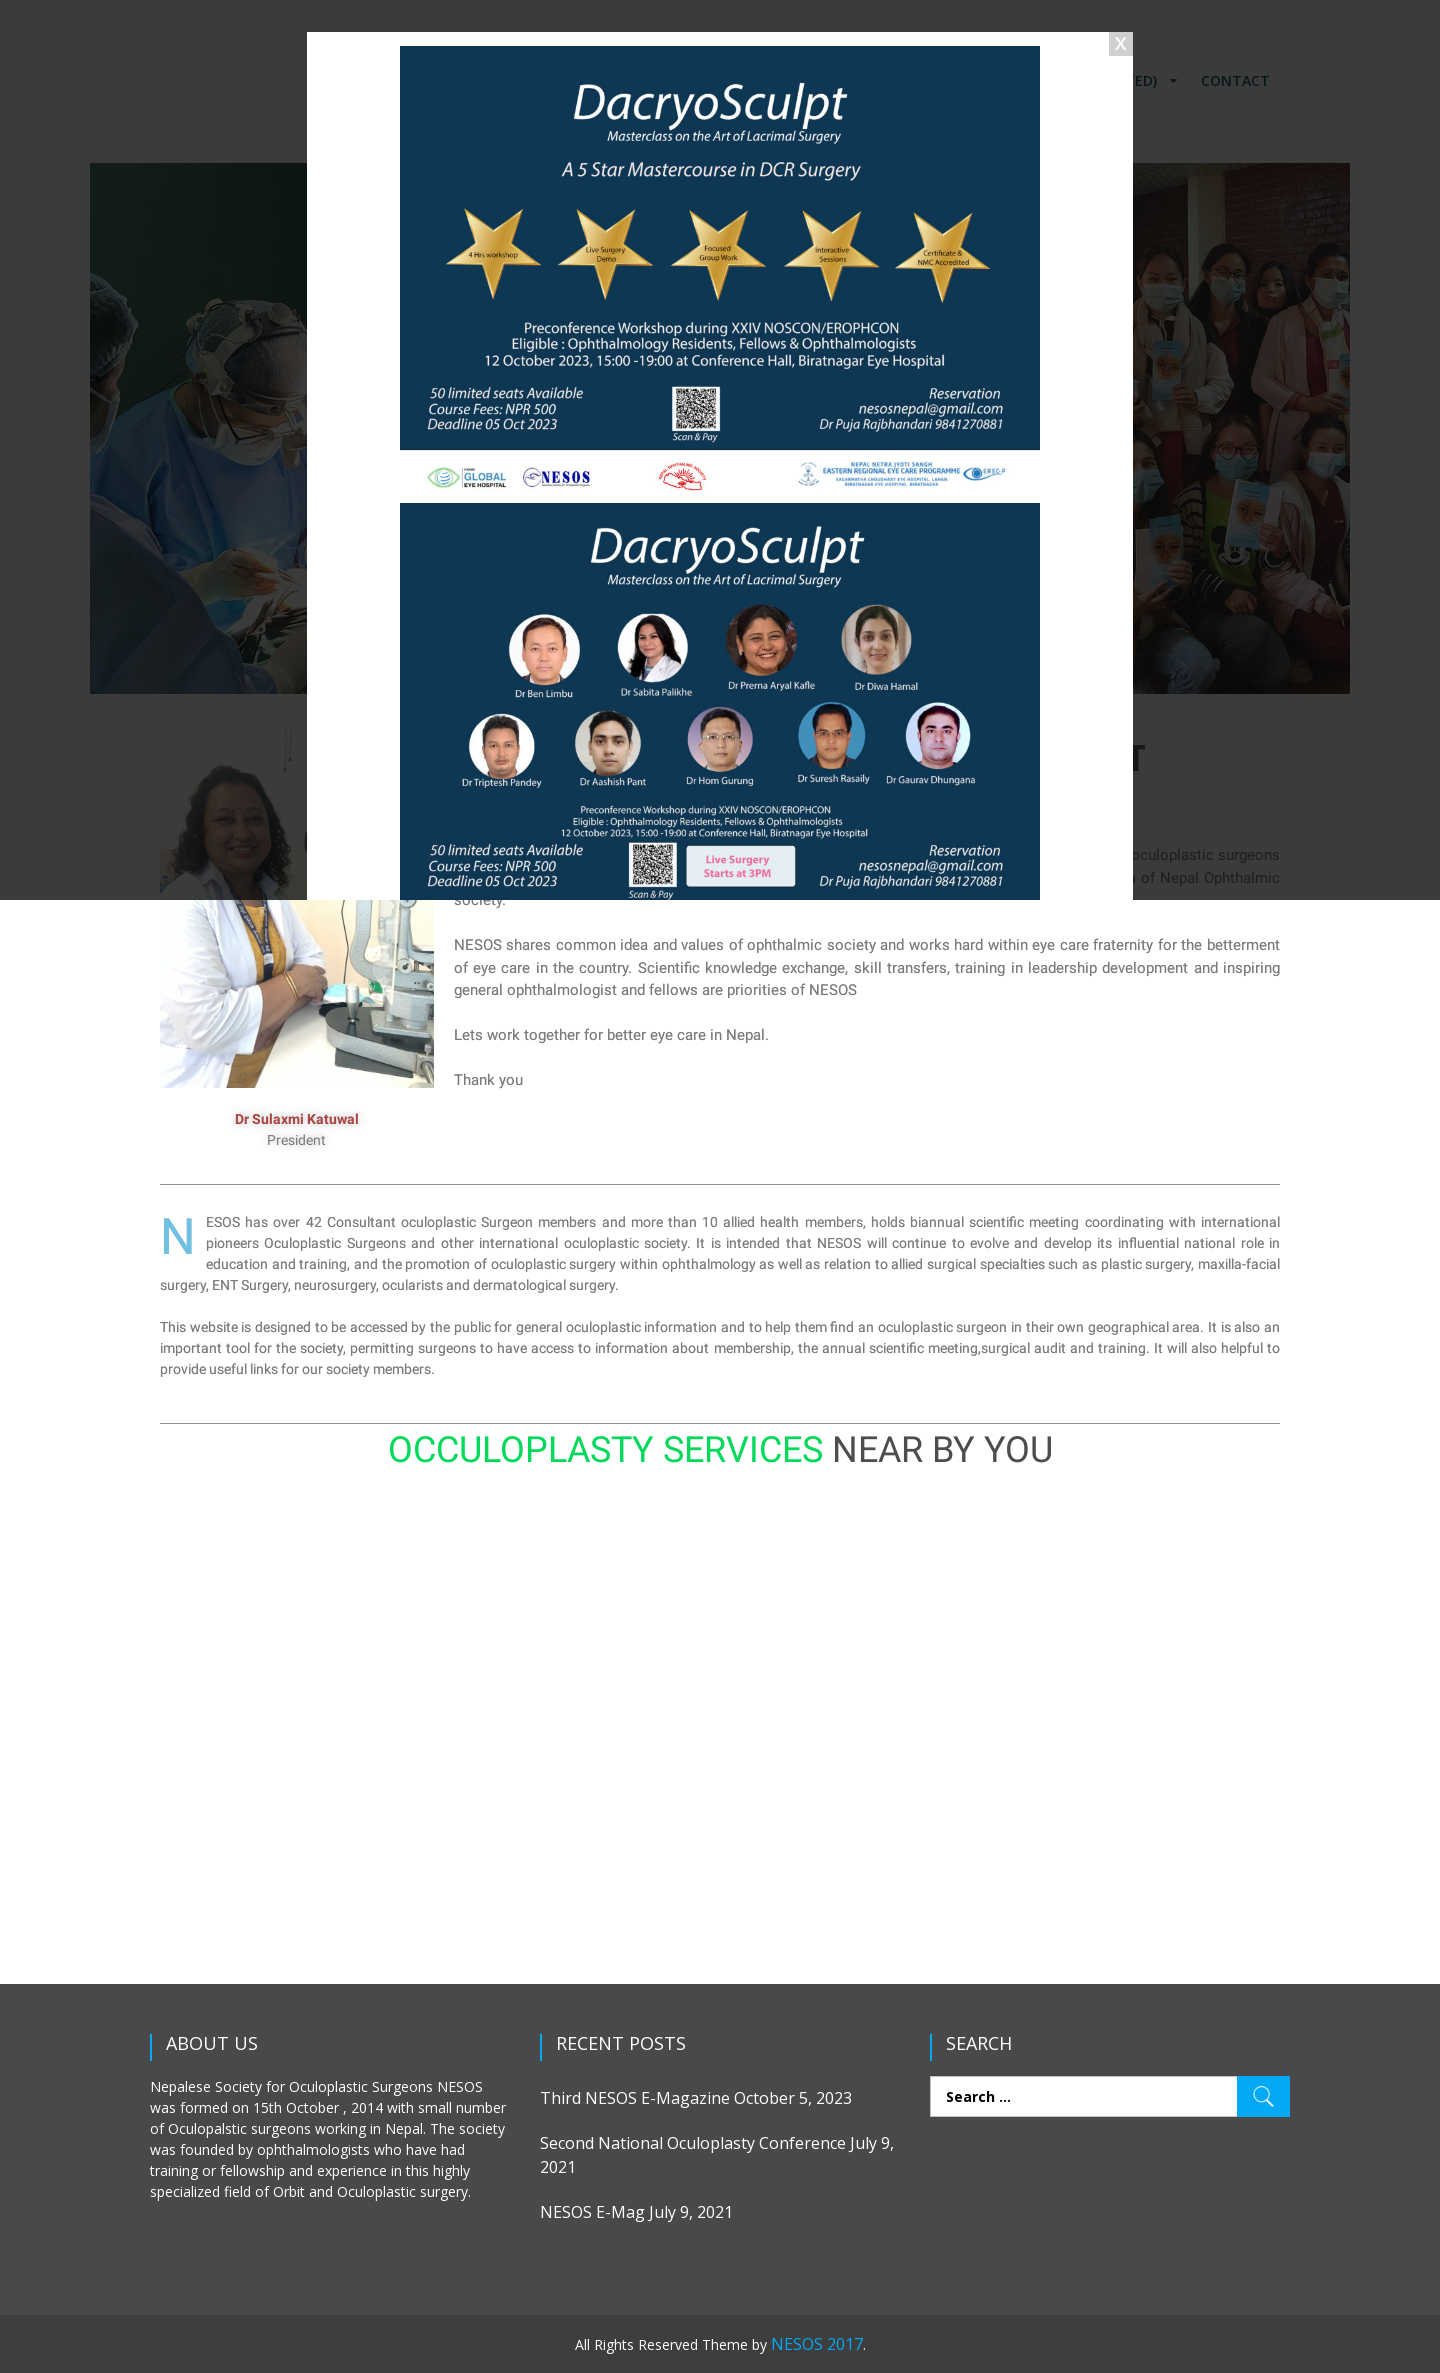 X
TED)
CONTACT
DacryoSculpt
Masterclass on the Art of Lacrimal Surgery
A 5 Star Mastercourse in DCR Surgery
4 Hrs workshop
Live Surgery
Demo
Focused
Group Work
Interactive
Sessions
Certificate &
NMC Accredited
Preconference Workshop during XXIV NOSCON/EROPHCON
Eligible : Ophthalmology Residents, Fellows & Ophthalmologists
12 October 2023, 15:00 -19:00 at Conference Hall, Biratnagar Eye Hospital
50 limited seats Available
Course Fees: NPR 500
Deadline 05 Oct 2023
Scan & Pay
Reservation
nesosnepal@gmail.com
Dr Puja Rajbhandari 9841270881
GLOBAL
EYE HOSPITAL
NESOS
NEPAL NETRA JYOTI SANGH
EASTERN REGIONAL EYE CARE PROGRAMME
SAGARMATHA CHOUDHARY EYE HOSPITAL, LAHAN
BIRATNAGAR EYE HOSPITAL, BIRATNAGAR
EREC-P
DacryoSculpt
Masterclass on the Art of Lacrimal Surgery
Dr Ben Limbu
Dr Sabita Palikhe
Dr Prerna Aryal Kafle
Dr Diwa Hamal
Dr Triptesh Pandey
Dr Aashish Pant
Dr Hom Gurung
Dr Suresh Rasaily
Dr Gaurav Dhungana
Preconference Workshop during XXIV NOSCON/EROPHCON
Eligible : Ophthalmology Residents, Fellows & Ophthalmologists
12 October 2023, 15:00 -19:00 at Conference Hall, Biratnagar Eye Hospital
50 limited seats Available
Course Fees: NPR 500
Deadline 05 Oct 2023
Scan & Pay
Live Surgery
Starts at 3PM
Reservation
nesosnepal@gmail.com
Dr Puja Rajbhandari 9841270881
T
oculoplastic surgeons
of Nepal Ophthalmic
society.
NESOS shares common idea and values of ophthalmic society and works hard within eye care fraternity for the betterment
of eye care in the country. Scientific knowledge exchange, skill transfers, training in leadership development and inspiring
general ophthalmologist and fellows are priorities of NESOS
Lets work together for better eye care in Nepal.
Thank you
Dr Sulaxmi Katuwal
President
NESOS has over 42 Consultant oculoplastic Surgeon members and more than 10 allied health members, holds biannual scientific meeting coordinating with international
pioneers Oculoplastic Surgeons and other international oculoplastic society. It is intended that NESOS will continue to evolve and develop its influential national role in
education and training, and the promotion of oculoplastic surgery within ophthalmology as well as relation to allied surgical specialties such as plastic surgery, maxilla-facial
surgery, ENT Surgery, neurosurgery, ocularists and dermatological surgery.
This website is designed to be accessed by the public for general oculoplastic information and to help them find an oculoplastic surgeon in their own geographical area. It is also an
important tool for the society, permitting surgeons to have access to information about membership, the annual scientific meeting,surgical audit and training. It will also helpful to
provide useful links for our society members.
OCCULOPLASTY SERVICES NEAR BY YOU
ABOUT US
Nepalese Society for Oculoplastic Surgeons NESOS
was formed on 15th October , 2014 with small number
of Oculopalstic surgeons working in Nepal. The society
was founded by ophthalmologists who have had
training or fellowship and experience in this highly
specialized field of Orbit and Oculoplastic surgery.
RECENT POSTS
Third NESOS E-Magazine October 5, 2023
Second National Oculoplasty Conference July 9,
2021
NESOS E-Mag July 9, 2021
SEARCH
Search ...
All Rights Reserved Theme by NESOS 2017.